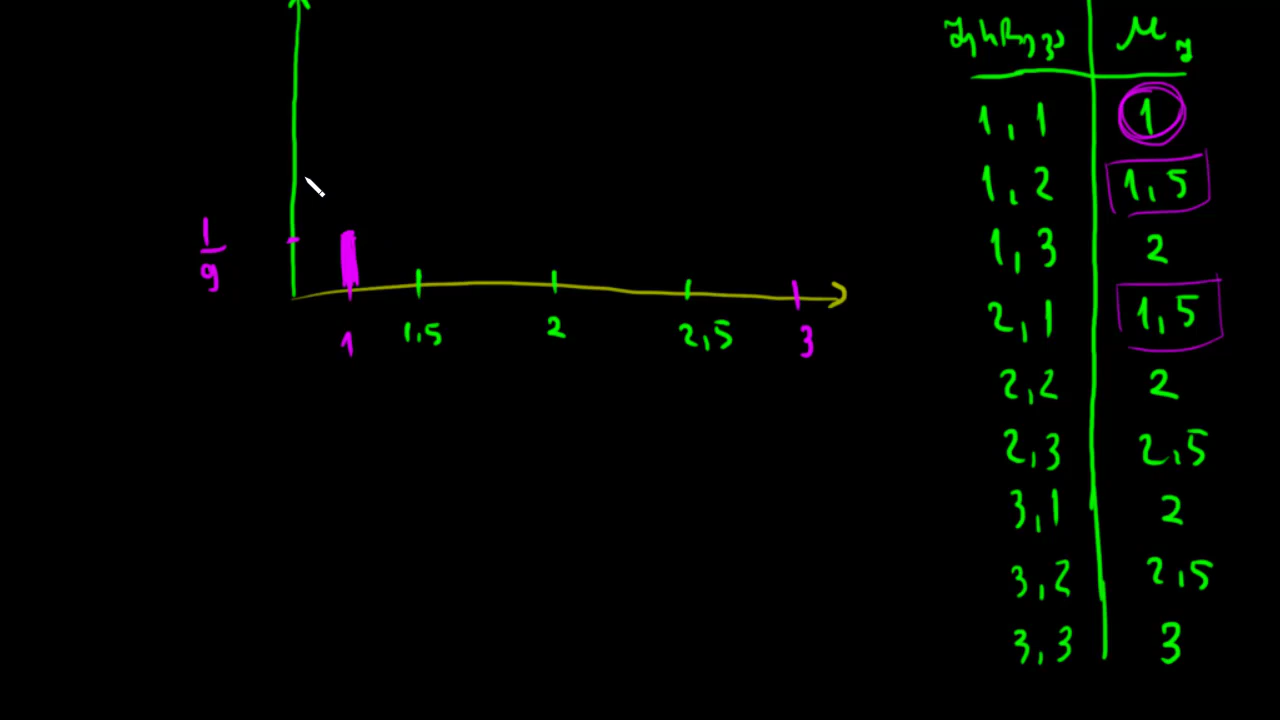 μ
1, 1 1
1, 2 1,5
1, 3 2
2, 1 1,5
2, 2 2
2, 3 2,5
3, 1 2
3, 2 2,5
3, 3 3
1/9
1 1,5 2 2,5 3